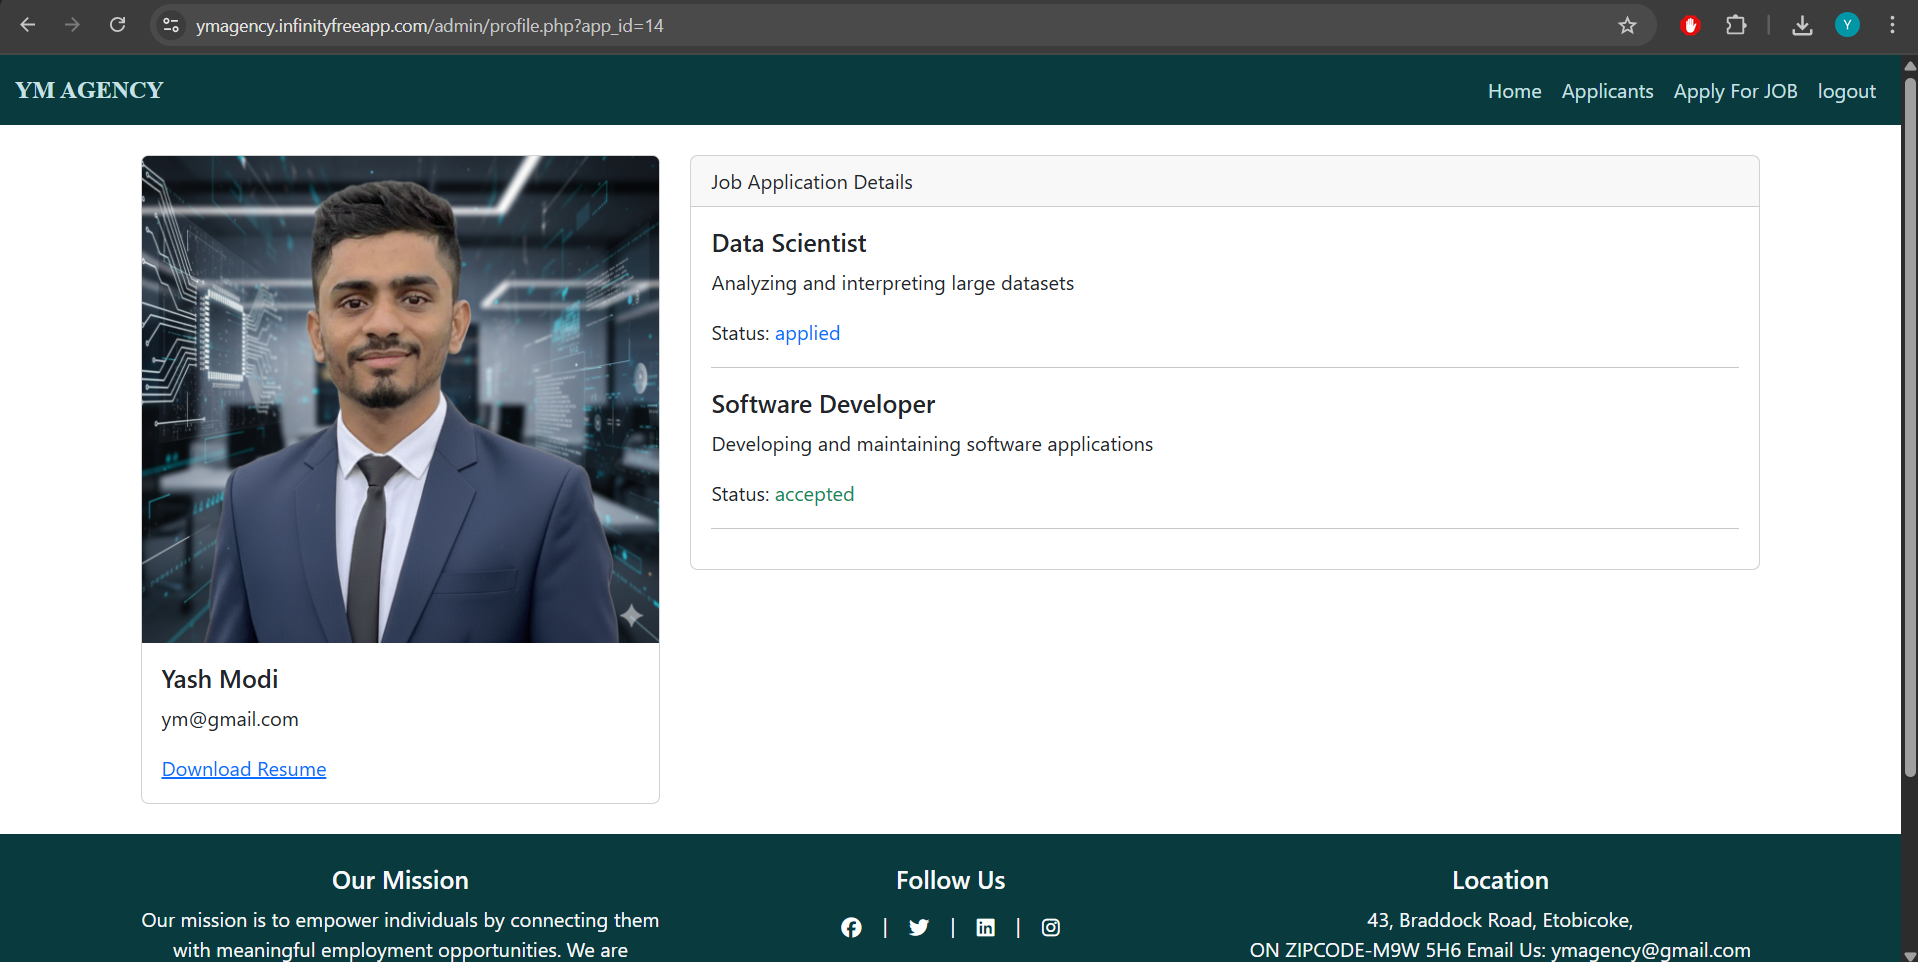 ymagency.infinityfreeapp.com/admin/profile.php?app_id=14
Y
YM AGENCY
Home Applicants Apply For JOB logout
Job Application Details
Data Scientist
Analyzing and interpreting large datasets
Status: applied
Software Developer
Developing and maintaining software applications
Status: accepted
Yash Modi
ym@gmail.com
Download Resume
Our Mission
Our mission is to empower individuals by connecting them
with meaningful employment opportunities. We are
Follow Us
| | |
Location
43, Braddock Road, Etobicoke,
ON ZIPCODE-M9W 5H6 Email Us: ymagency@gmail.com